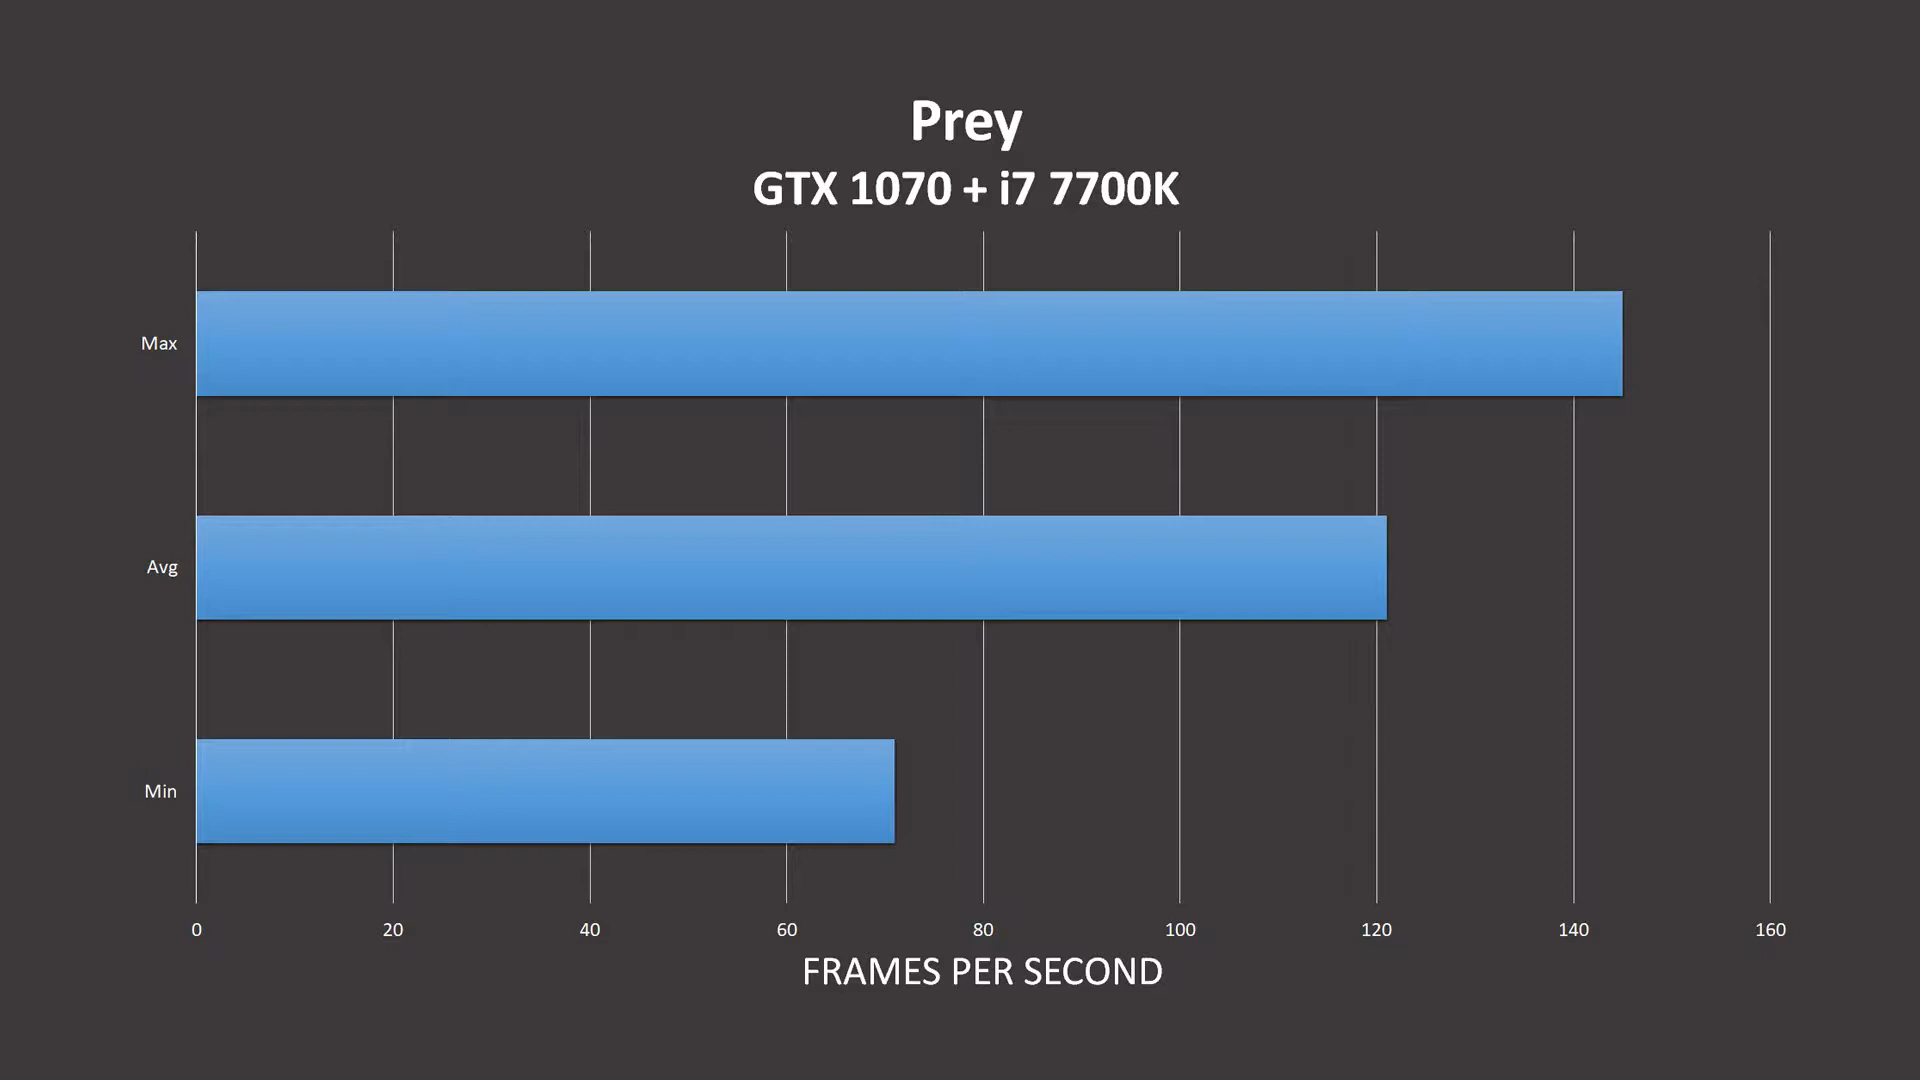 Prey
GTX 1070 + i7 7700K
Max
Avg
Min
0 20 40 60 80 100 120 140 160
FRAMES PER SECOND